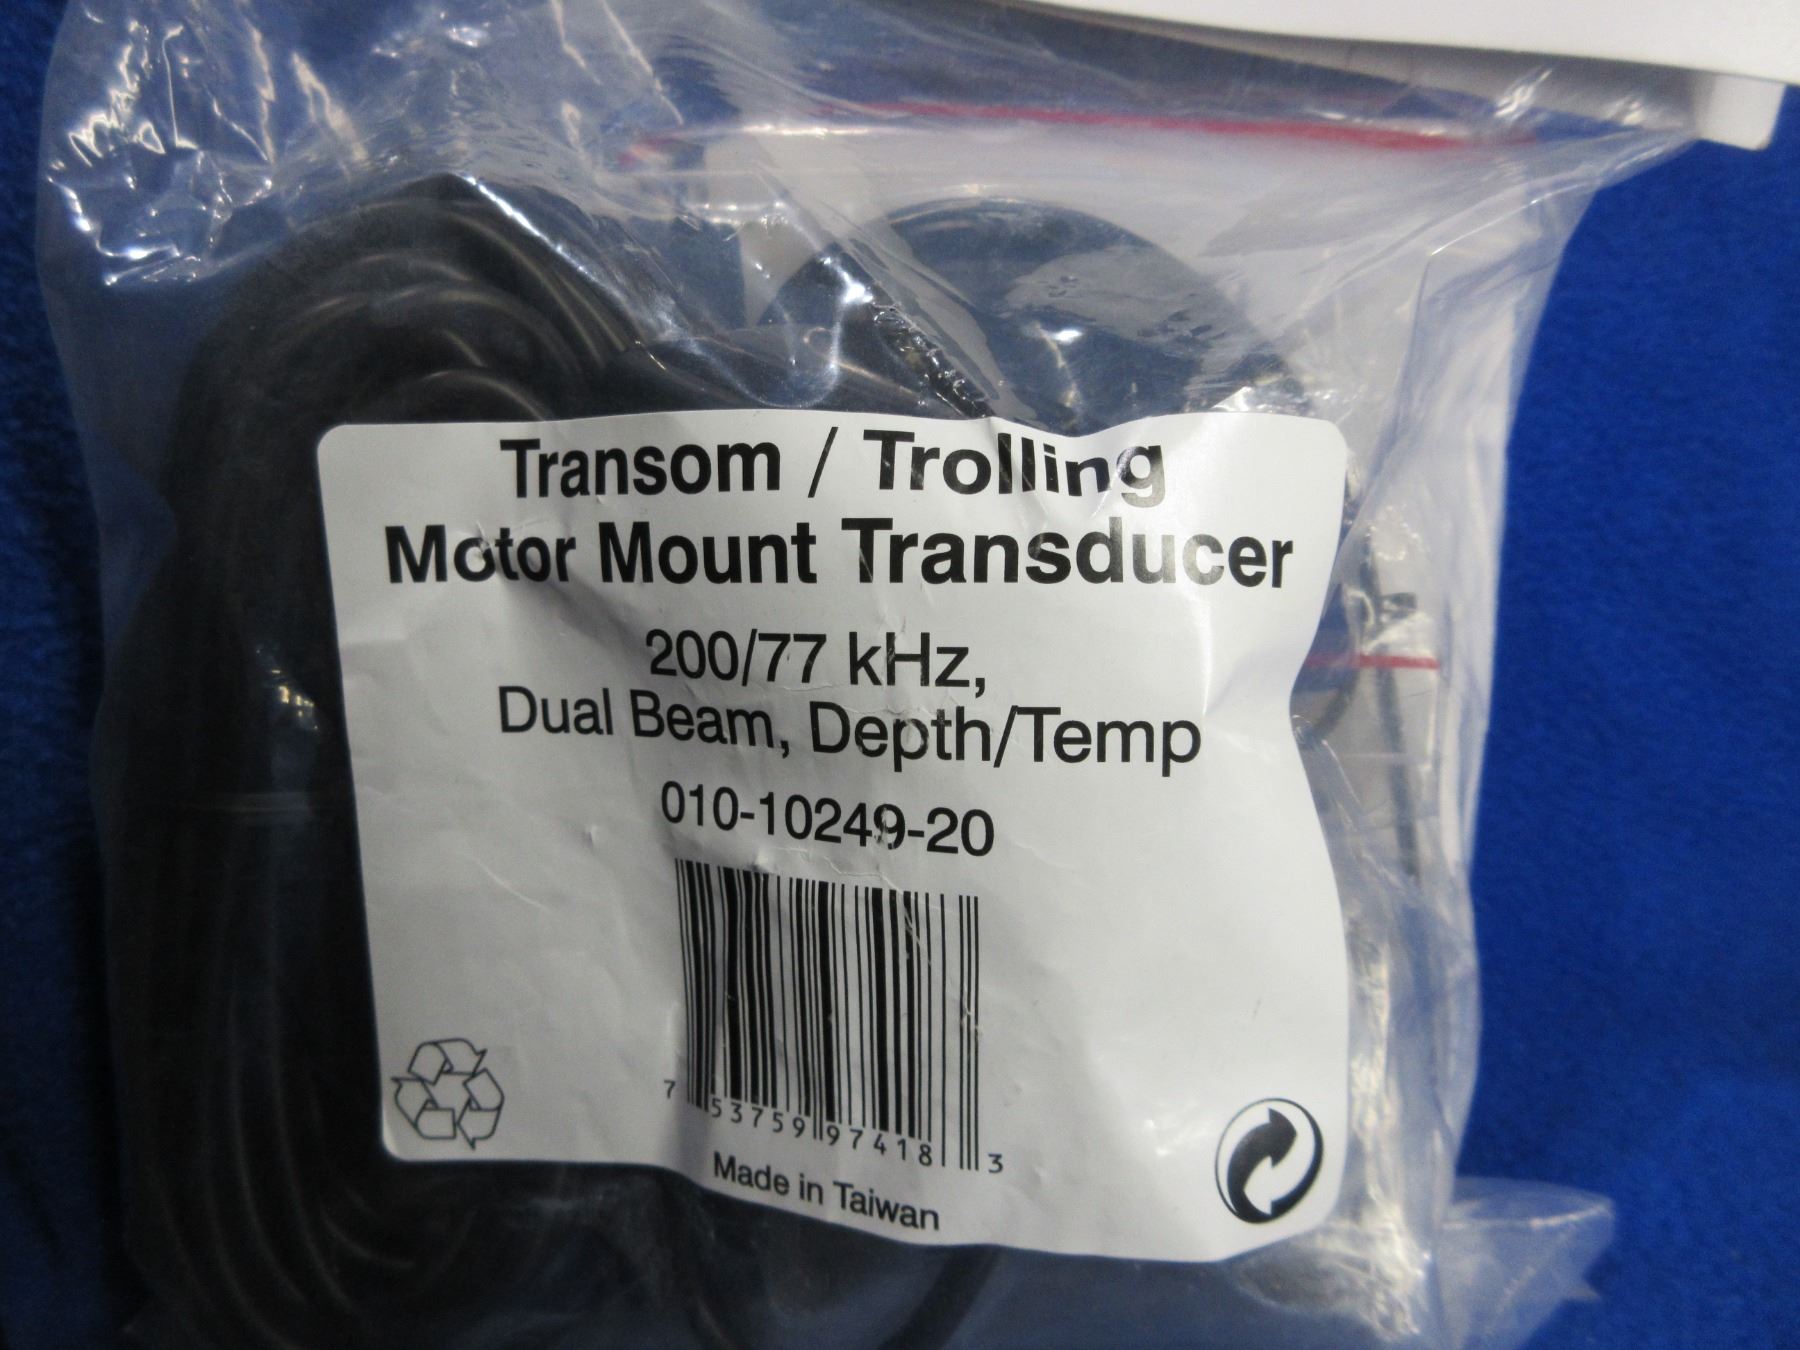 Transom / Trolling
Motor Mount Transducer
200/77 kHz,
Dual Beam, Depth/Temp
010-10249-20
7 53759 97418 3
Made in Taiwan